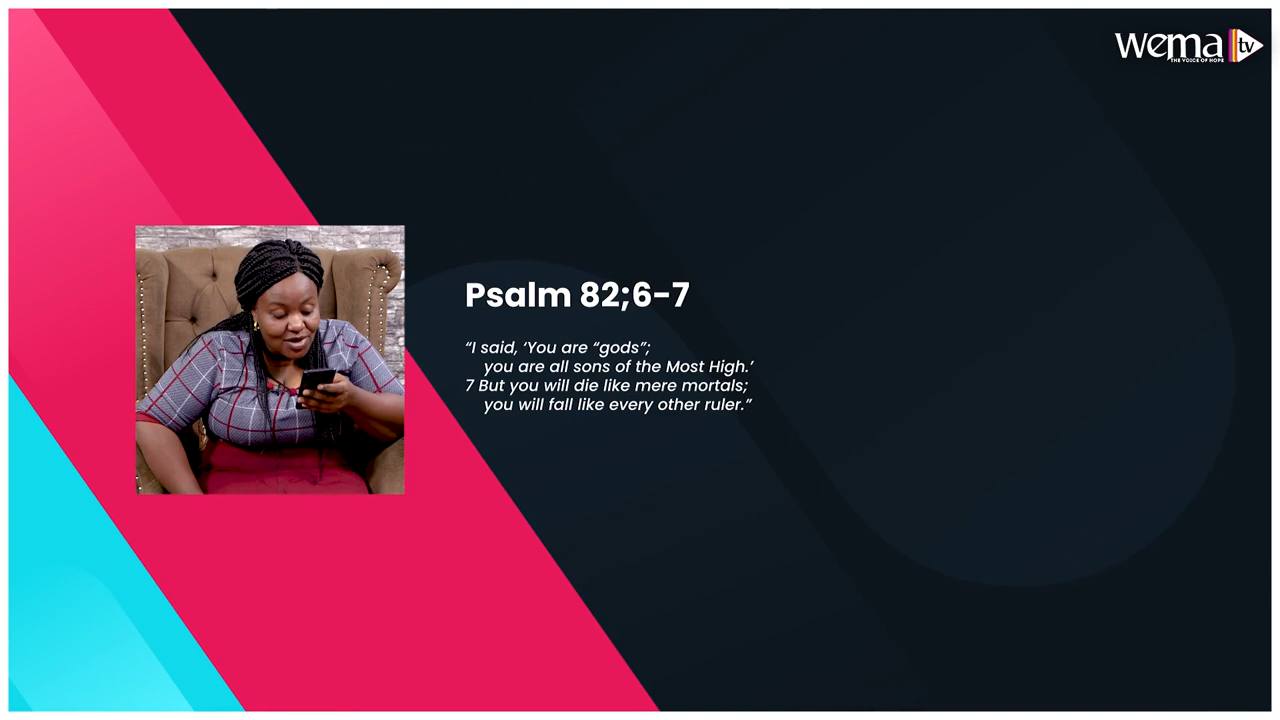 wema tv
THE VOICE OF HOPE
Psalm 82;6-7
“I said, ‘You are “gods”;
you are all sons of the Most High.’
7 But you will die like mere mortals;
you will fall like every other ruler.”